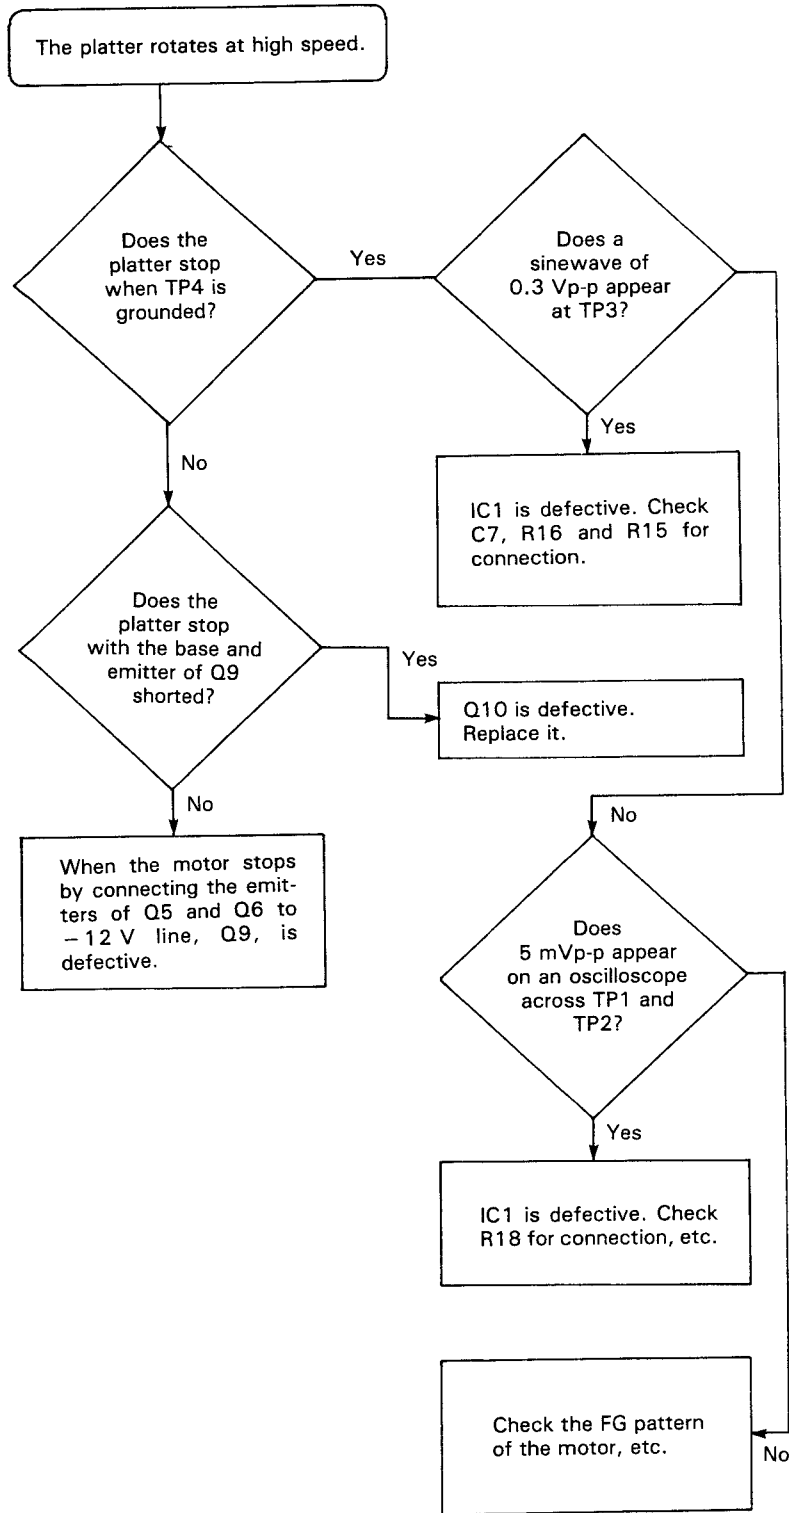 The platter rotates at high speed.
Does the
platter stop
when TP4 is
grounded?
Yes
Does a
sinewave of
0.3 Vp-p appear
at TP3?
Yes
No
IC1 is defective. Check
C7, R16 and R15 for
connection.
Does the
platter stop
with the base and
emitter of Q9
shorted?
Yes
Q10 is defective.
Replace it.
No
No
When the motor stops
by connecting the emit-
ters of Q5 and Q6 to
−12 V line, Q9, is
defective.
Does
5 mVp-p appear
on an oscilloscope
across TP1 and
TP2?
Yes
IC1 is defective. Check
R18 for connection, etc.
Check the FG pattern
of the motor, etc.
No